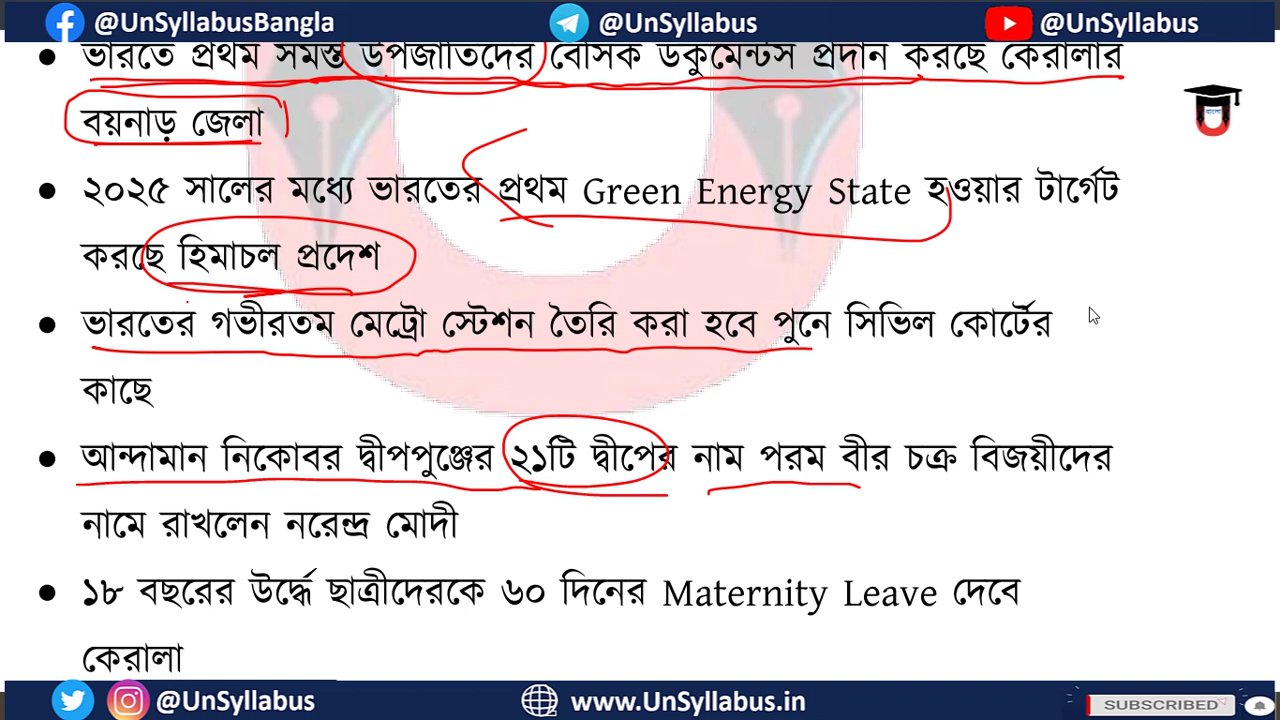 @UnSyllabusBangla @UnSyllabus @UnSyllabus
• ভারতে প্রথম সমস্ত উপজাতিদের বেসিক ডকুমেন্টস প্রদান করছে কেরালার
বয়নাড় জেলা
• ২০২৫ সালের মধ্যে ভারতের প্রথম Green Energy State হওয়ার টার্গেট
করছে হিমাচল প্রদেশ
• ভারতের গভীরতম মেট্রো স্টেশন তৈরি করা হবে পুনে সিভিল কোর্টের
কাছে
• আন্দামান নিকোবর দ্বীপপুঞ্জের ২১টি দ্বীপের নাম পরম বীর চক্র বিজয়ীদের
নামে রাখলেন নরেন্দ্র মোদী
• ১৮ বছরের উর্দ্ধে ছাত্রীদেরকে ৬০ দিনের Maternity Leave দেবে
কেরালা
@UnSyllabus www.UnSyllabus.in SUBSCRIBED